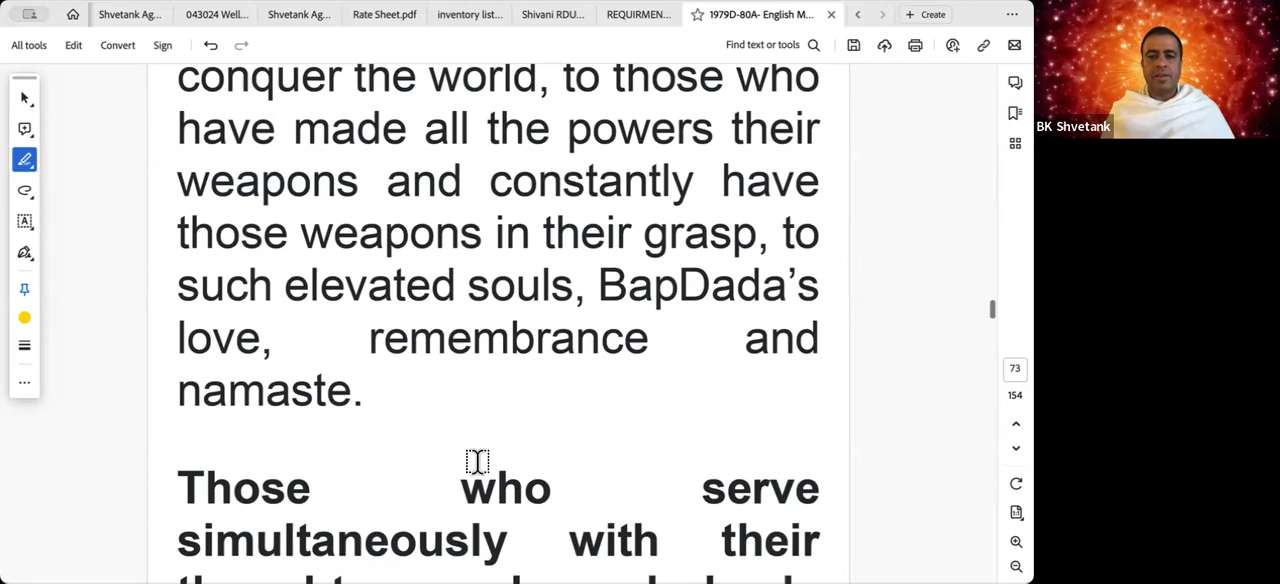 Shvetank Ag...
043024 Well...
Shvetank Ag...
Rate Sheet.pdf
inventory list...
Shivani RDU...
REQUIRMEN...
1979D-80A- English M...
Create
All tools
Edit
Convert
Sign
Find text or tools
conquer the world, to those who
have made all the powers their
weapons and constantly have
those weapons in their grasp, to
such elevated souls, BapDada’s
love, remembrance and
namaste.
Those who serve
simultaneously with their
73
154
BK Shvetank